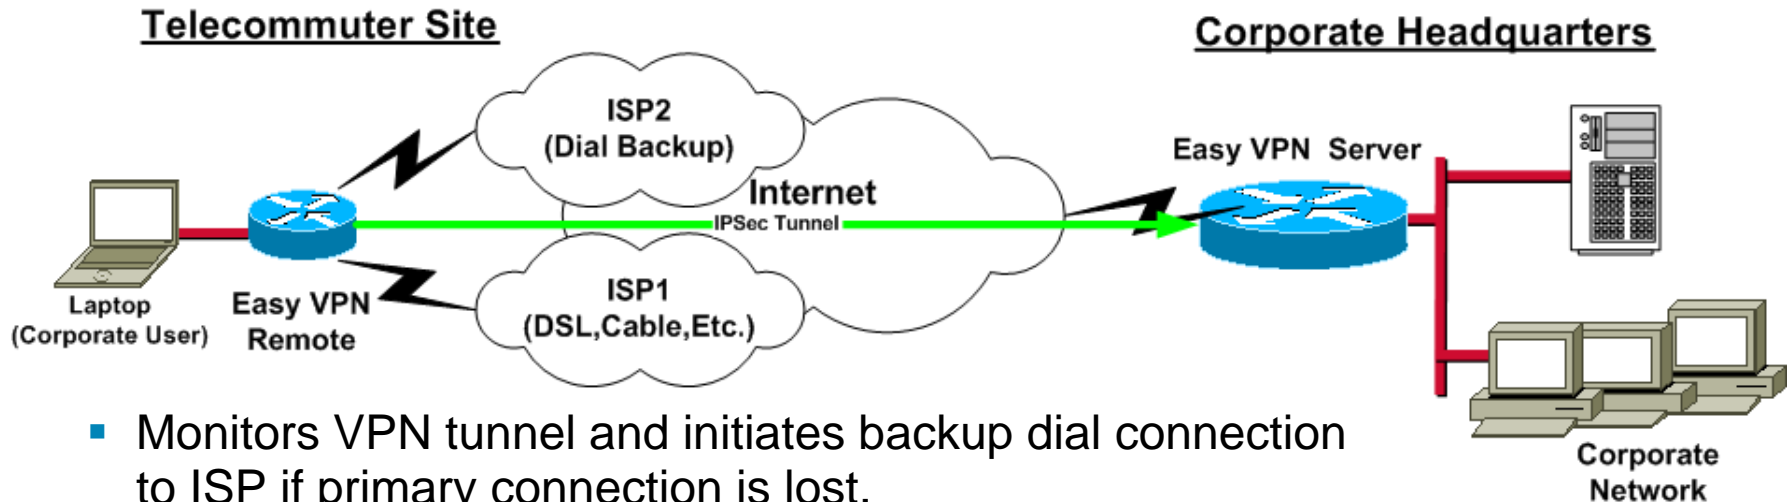 Telecommuter Site
Corporate Headquarters
ISP2
(Dial Backup)
Easy VPN  Server
Internet
IPSec Tunnel
Laptop
(Corporate User)
Easy VPN
Remote
ISP1
(DSL,Cable,Etc.)
Corporate
Network
▪ Monitors VPN tunnel and initiates backup dial connection
to ISP if primary connection is lost.